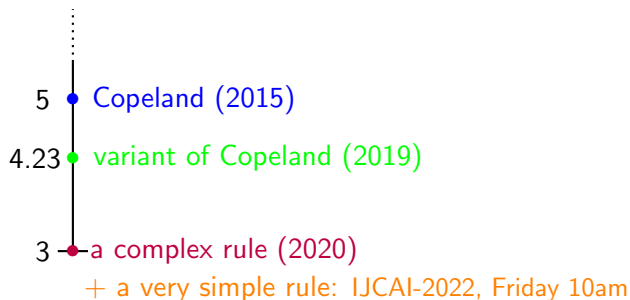 5 Copeland (2015)
4.23 variant of Copeland (2019)
3 a complex rule (2020)
+ a very simple rule: IJCAI-2022, Friday 10am